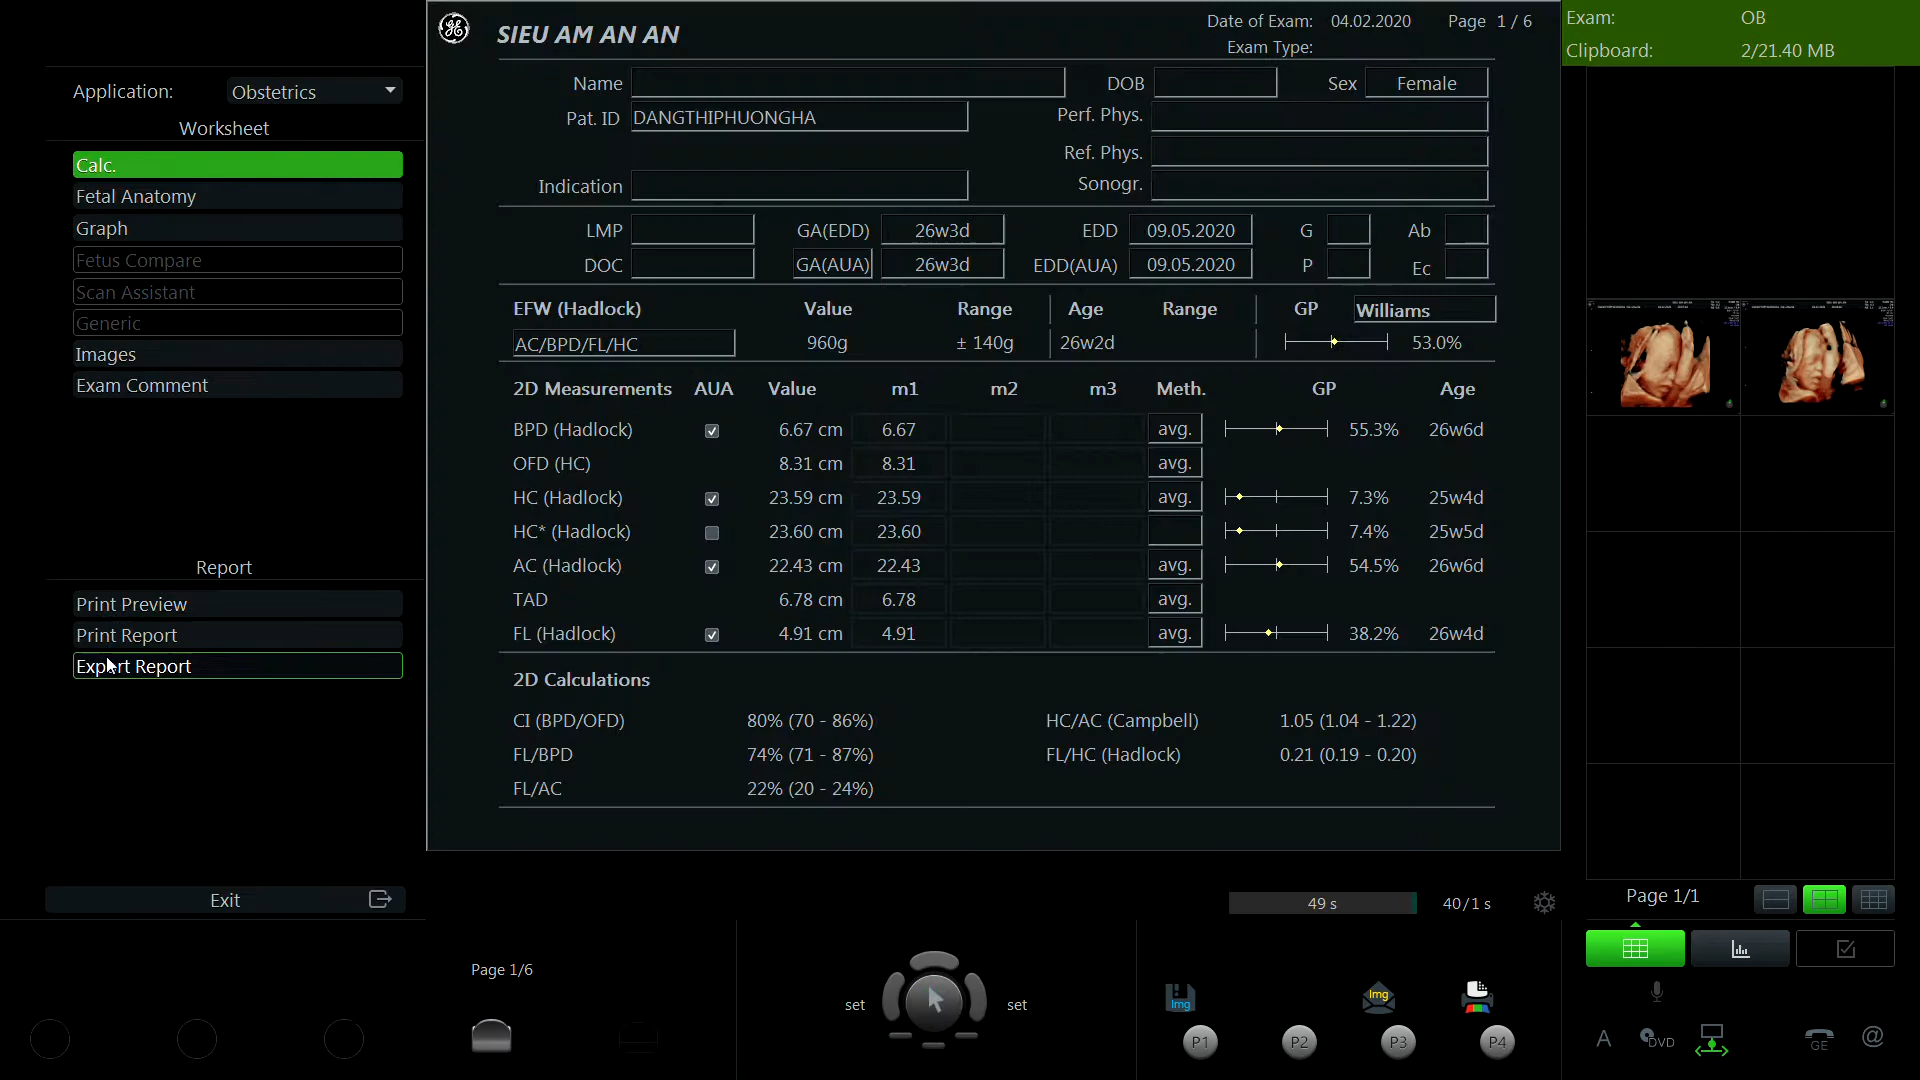 SIEU AM AN AN
Date of Exam: 04.02.2020 Page 1 / 6
Exam Type:
Exam: OB
Clipboard: 2/21.40 MB
Application: Obstetrics
Worksheet
Calc.
Fetal Anatomy
Graph
Fetus Compare
Scan Assistant
Generic
Images
Exam Comment
Report
Print Preview
Print Report
Export Report
Exit
Name DOB Sex Female
Pat. ID DANGTHIPHUONGHA Perf. Phys.
Ref. Phys.
Indication Sonogr.
LMP GA(EDD) 26w3d EDD 09.05.2020 G Ab
DOC GA(AUA) 26w3d EDD(AUA) 09.05.2020 P Ec
EFW (Hadlock) Value Range Age Range GP Williams
AC/BPD/FL/HC 960g ± 140g 26w2d 53.0%
2D Measurements AUA Value m1 m2 m3 Meth. GP Age
BPD (Hadlock) 6.67 cm 6.67 avg. 55.3% 26w6d
OFD (HC) 8.31 cm 8.31 avg.
HC (Hadlock) 23.59 cm 23.59 avg. 7.3% 25w4d
HC* (Hadlock) 23.60 cm 23.60 7.4% 25w5d
AC (Hadlock) 22.43 cm 22.43 avg. 54.5% 26w6d
TAD 6.78 cm 6.78 avg.
FL (Hadlock) 4.91 cm 4.91 avg. 38.2% 26w4d
2D Calculations
CI (BPD/OFD) 80% (70 - 86%) HC/AC (Campbell) 1.05 (1.04 - 1.22)
FL/BPD 74% (71 - 87%) FL/HC (Hadlock) 0.21 (0.19 - 0.20)
FL/AC 22% (20 - 24%)
49 s 40/1 s
Page 1/1
Page 1/6
set set
Img Img
P1 P2 P3 P4
A DVD GE @